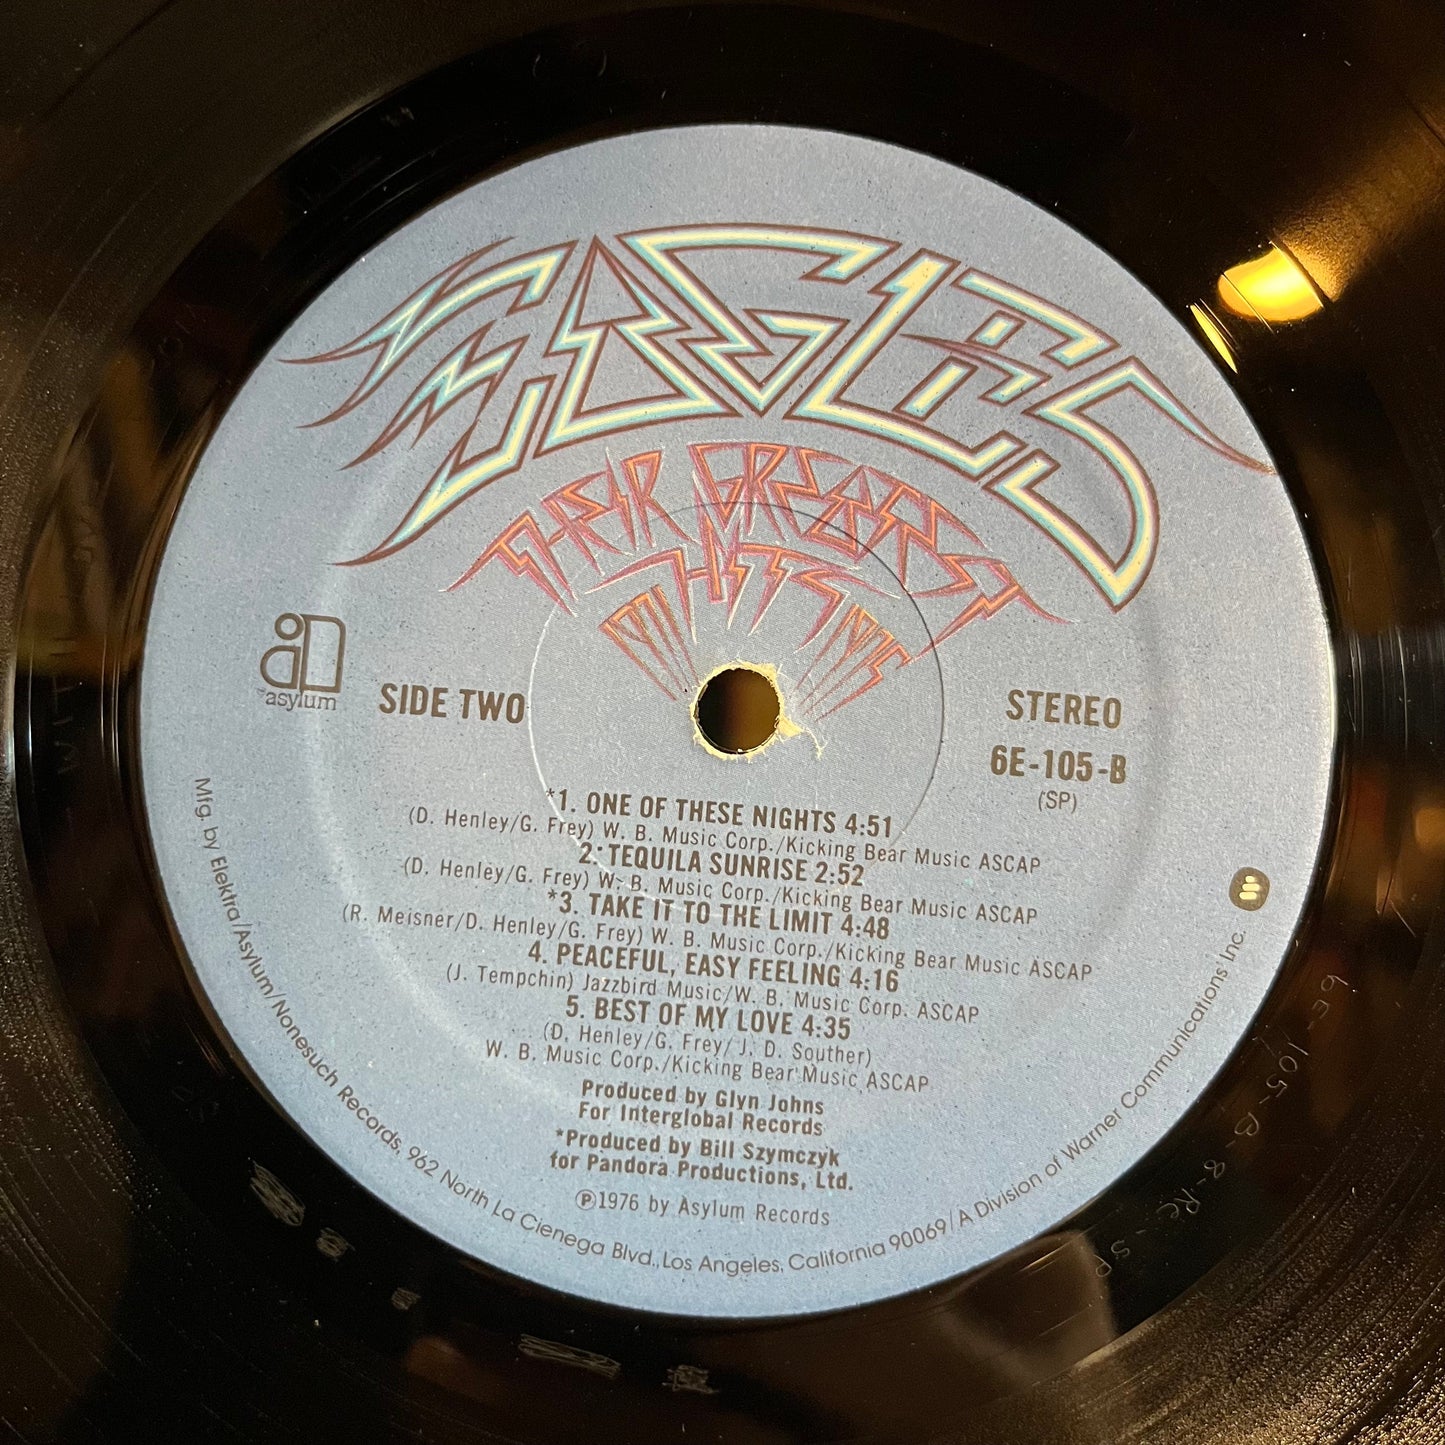 EAGLES
THEIR GREATEST
HITS
1971 1975
asylum
SIDE TWO
STEREO
6E-105-B
(SP)
*1. ONE OF THESE NIGHTS 4:51
(D. Henley/G. Frey) W. B. Music Corp./Kicking Bear Music ASCAP
2. TEQUILA SUNRISE 2:52
(D. Henley/G. Frey) W. B. Music Corp./Kicking Bear Music ASCAP
*3. TAKE IT TO THE LIMIT 4:48
(R. Meisner/D. Henley/G. Frey) W. B. Music Corp./Kicking Bear Music ASCAP
4. PEACEFUL, EASY FEELING 4:16
(J. Tempchin) Jazzbird Music/W. B. Music Corp. ASCAP
5. BEST OF MY LOVE 4:35
(D. Henley/G. Frey/ J. D. Souther)
W. B. Music Corp./Kicking Bear Music ASCAP
Produced by Glyn Johns
For Interglobal Records
*Produced by Bill Szymczyk
for Pandora Productions, Ltd.
℗1976 by Asylum Records
Mfg. by Elektra/Asylum/Nonesuch Records, 962 North La Cienega Blvd., Los Angeles, California 90069/A Division of Warner Communications Inc.
6E-105-B-8-Re-SP
SP